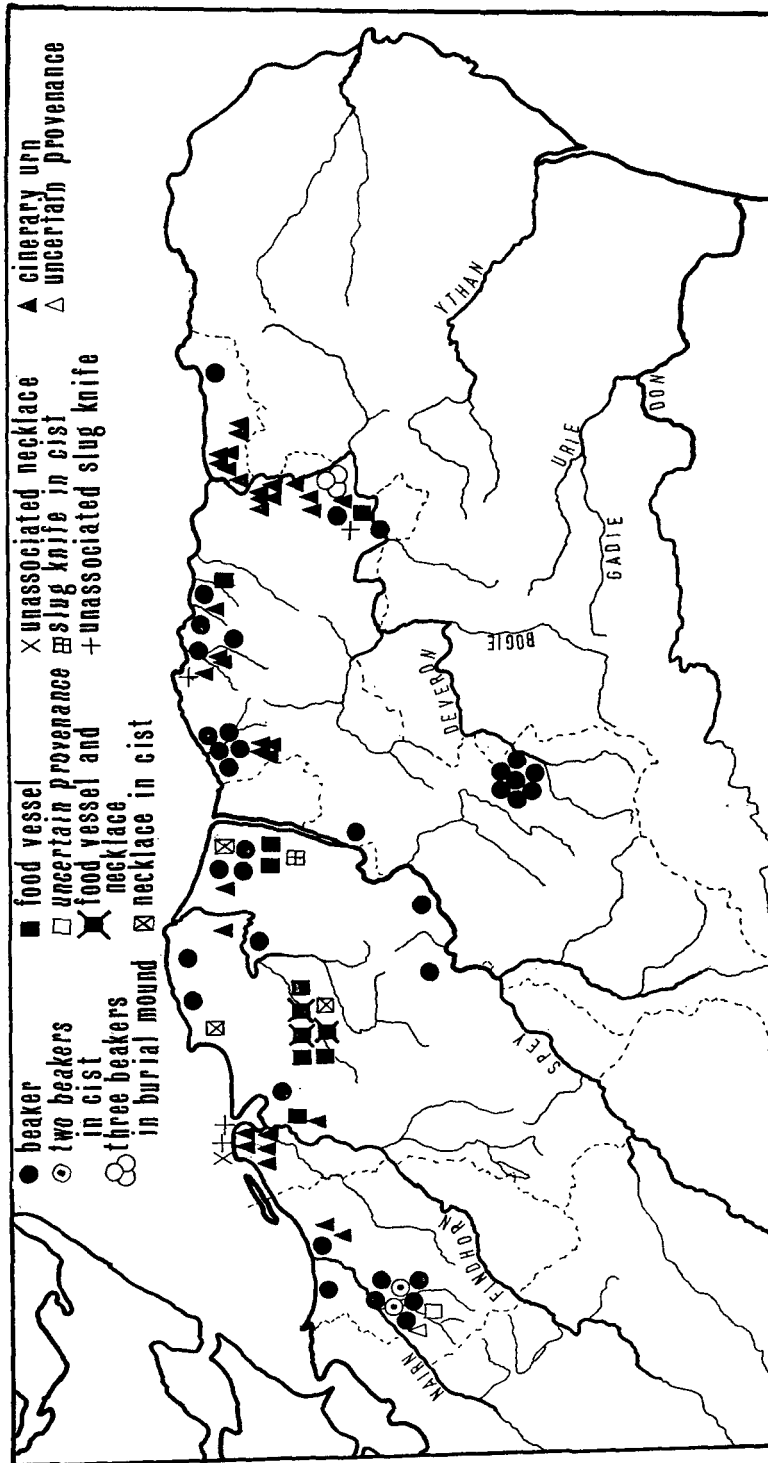 beaker
two beakers
in cist
three beakers
in burial mound
food vessel
uncertain provenance
food vessel and
necklace
necklace in cist
unassociated necklace
slug knife in cist
unassociated slug knife
cinerary urn
uncertain provenance
NAIRN
FINDHORN
SPEY
DEVERON
BOGIE
GADIE
URIE
DON
YTHAN